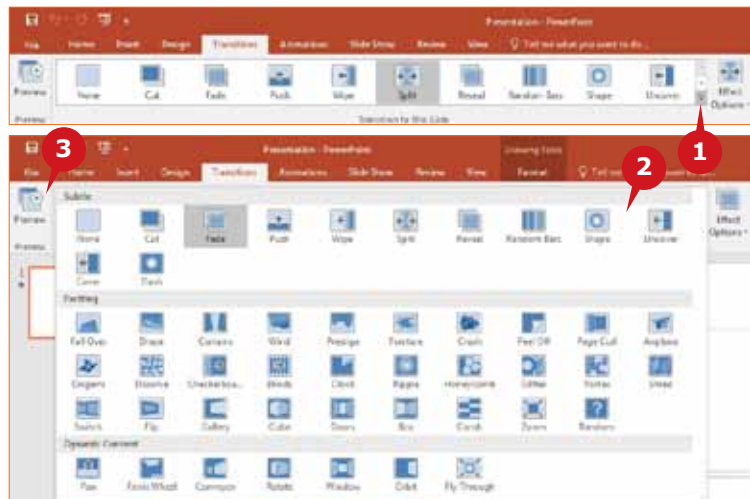 Presentation - PowerPoint
File Home Insert Design Transitions Animations Slide Show Review View Tell me what you want to do...
Preview None Cut Fade Push Wipe Split Reveal Random Bars Shape Uncover Effect Options
Preview Transition to This Slide
1
3
2
Presentation - PowerPoint Drawing Tools
File Home Insert Design Transitions Animations Slide Show Review View Format Tell me
Subtle
Preview None Cut Fade Push Wipe Split Reveal Random Bars Shape Uncover Effect Options
Preview
Cover Flash
1
Exciting
Fall Over Drape Curtains Wind Prestige Fracture Crush Peel Off Page Curl Airplane
Origami Dissolve Checkerboa... Blinds Clock Ripple Honeycomb Glitter Vortex Shred
Switch Flip Gallery Cube Doors Box Comb Zoom Random
Dynamic Content
Pan Ferris Wheel Conveyor Rotate Window Orbit Fly Through